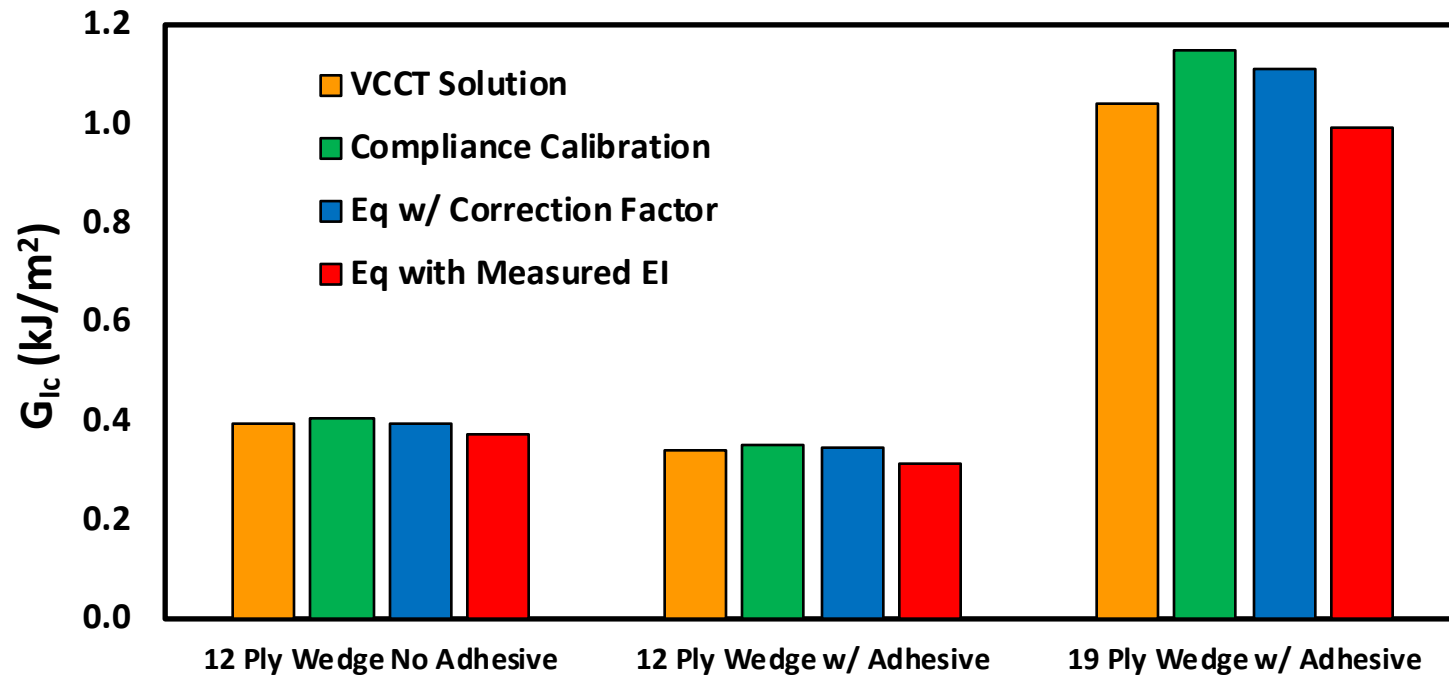 1.2
1.0
0.8
0.6
0.4
0.2
0.0
G_Ic (kJ/m²)
VCCT Solution
Compliance Calibration
Eq w/ Correction Factor
Eq with Measured EI
12 Ply Wedge No Adhesive
12 Ply Wedge w/ Adhesive
19 Ply Wedge w/ Adhesive